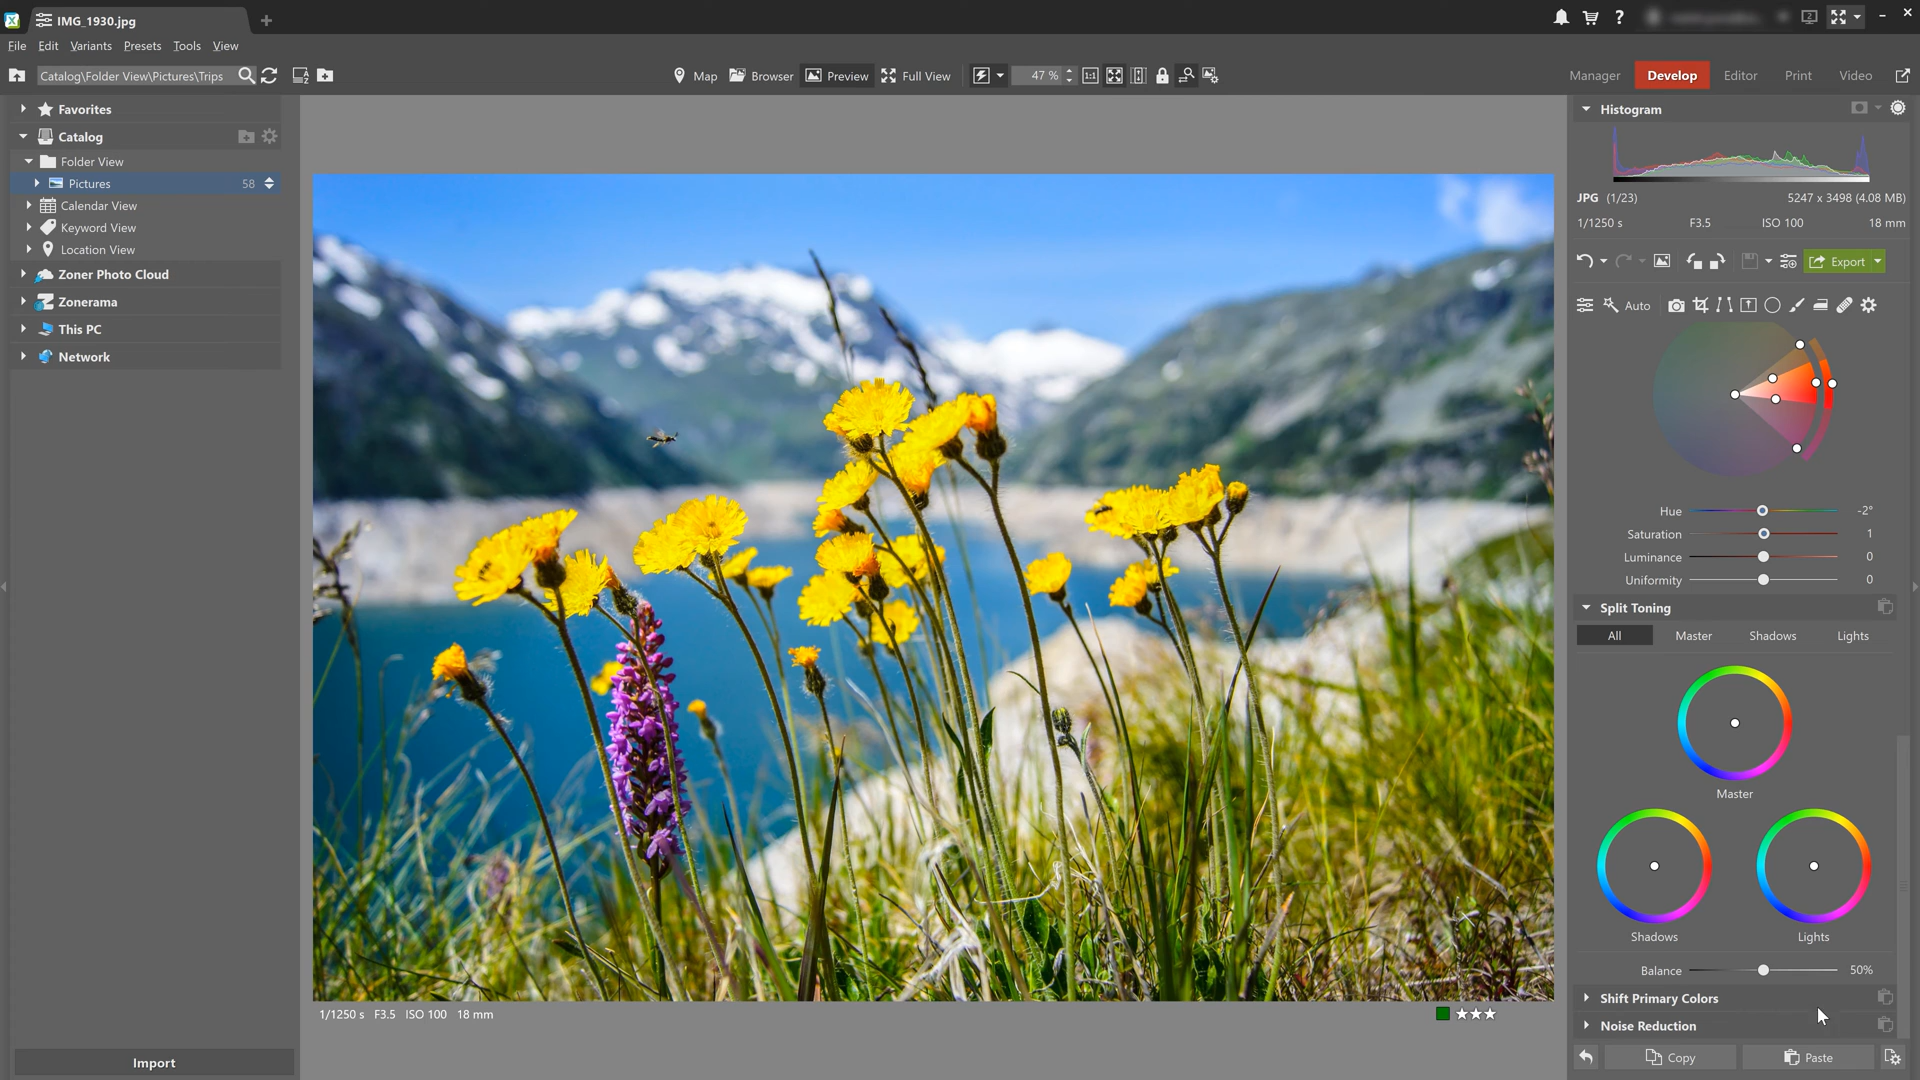 IMG_1930.jpg
File Edit Variants Presets Tools View
Catalog\Folder View\Pictures\Trips
Map Browser Preview Full View 47 % 1:1
Manager Develop Editor Print Video
Favorites
Catalog
Folder View
Pictures 58
Calendar View
Keyword View
Location View
Zoner Photo Cloud
Zonerama
This PC
Network
Import
1/1250 s F3.5 ISO 100 18 mm
Histogram
JPG (1/23) 5247 x 3498 (4.08 MB)
1/1250 s F3.5 ISO 100 18 mm
Export
Auto
Hue -2°
Saturation 1
Luminance 0
Uniformity 0
Split Toning
All Master Shadows Lights
Master
Shadows Lights
Balance 50%
Shift Primary Colors
Noise Reduction
Copy Paste